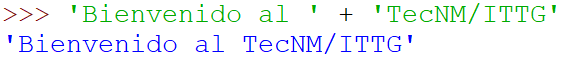 >>> 'Bienvenido al ' + 'TecNM/ITTG'
'Bienvenido al TecNM/ITTG'